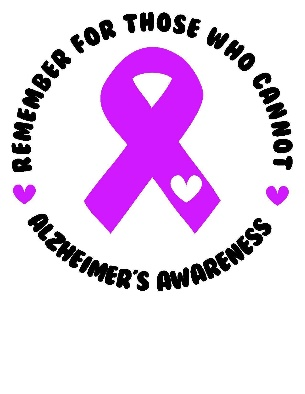 REMEMBER FOR THOSE WHO CANNOT
ALZHEIMER'S AWARENESS